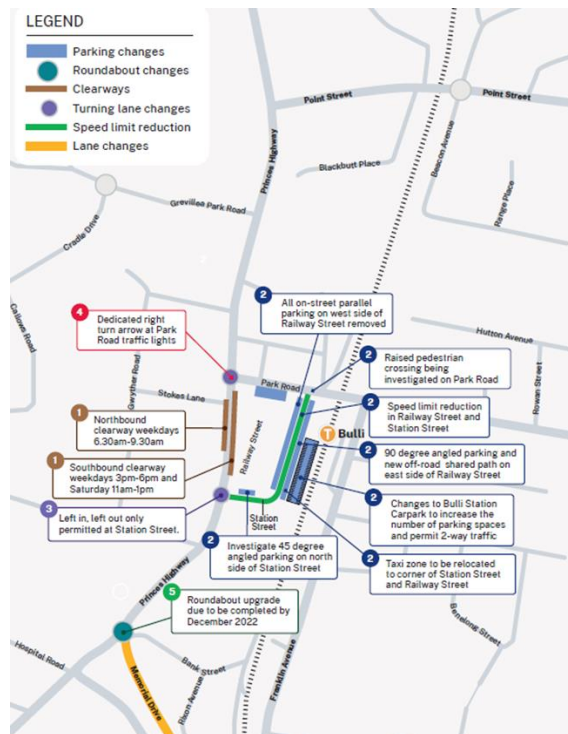 LEGEND
Parking changes
Roundabout changes
Clearways
Turning lane changes
Speed limit reduction
Lane changes
Point Street
Point Street
Princes Highway
Beacon Avenue
Blackbutt Place
Range Place
Grevillea Park Road
Cradle Drive
Callows Road
Gwyther Road
2
All on-street parallel
parking on west side of
Railway Street removed
4
Dedicated right
turn arrow at Park
Road traffic lights
Hutton Avenue
Rowan Street
2
Raised pedestrian
crossing being
investigated on Park Road
Park Road
Stokes Lane
2
Speed limit reduction
in Railway Street and
Station Street
1
Northbound
clearway weekdays
6.30am-9.30am
Railway Street
T Bulli
2
90 degree angled parking and
new off-road shared path on
east side of Railway Street
1
Southbound clearway
weekdays 3pm-6pm and
Saturday 11am-1pm
2
Changes to Bulli Station
Carpark to increase the
number of parking spaces
and permit 2-way traffic
3
Left in, left out only
permitted at Station Street.
Station
Street
2
Investigate 45 degree
angled parking on north
side of Station Street
2
Taxi zone to be relocated
to corner of Station Street
and Railway Street
Princes Highway
5
Roundabout upgrade
due to be completed by
December 2022
Benelong Street
Hospital Road
Bank Street
Rixon Avenue
Franklin Avenue
Memorial Drive